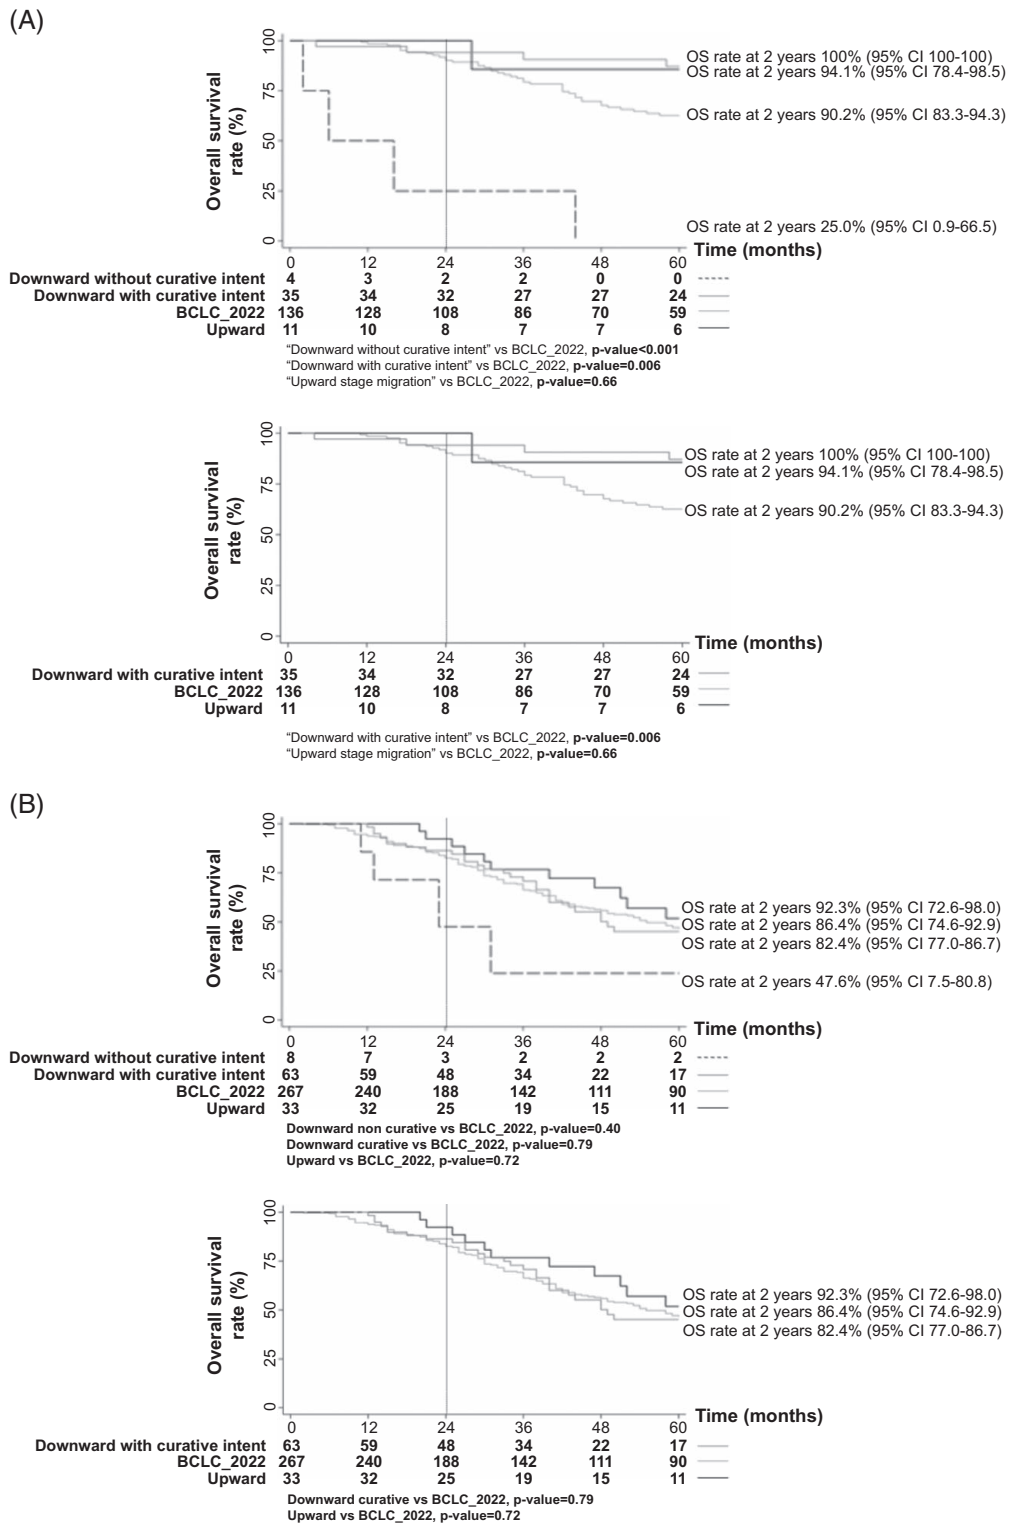 (A)
Overall survival
rate (%)
100
75
50
25
0
OS rate at 2 years 100% (95% CI 100-100)
OS rate at 2 years 94.1% (95% CI 78.4-98.5)
OS rate at 2 years 90.2% (95% CI 83.3-94.3)
OS rate at 2 years 25.0% (95% CI 0.9-66.5)
Time (months)
0 12 24 36 48 60
Downward without curative intent 4 3 2 2 0 0
Downward with curative intent 35 34 32 27 27 24
BCLC_2022 136 128 108 86 70 59
Upward 11 10 8 7 7 6
“Downward without curative intent” vs BCLC_2022, p-value<0.001
“Downward with curative intent” vs BCLC_2022, p-value=0.006
“Upward stage migration” vs BCLC_2022, p-value=0.66
Overall survival
rate (%)
100
75
50
25
0
OS rate at 2 years 100% (95% CI 100-100)
OS rate at 2 years 94.1% (95% CI 78.4-98.5)
OS rate at 2 years 90.2% (95% CI 83.3-94.3)
Time (months)
0 12 24 36 48 60
Downward with curative intent 35 34 32 27 27 24
BCLC_2022 136 128 108 86 70 59
Upward 11 10 8 7 7 6
“Downward with curative intent” vs BCLC_2022, p-value=0.006
“Upward stage migration” vs BCLC_2022, p-value=0.66
(B)
Overall survival
rate (%)
100
75
50
25
0
OS rate at 2 years 92.3% (95% CI 72.6-98.0)
OS rate at 2 years 86.4% (95% CI 74.6-92.9)
OS rate at 2 years 82.4% (95% CI 77.0-86.7)
OS rate at 2 years 47.6% (95% CI 7.5-80.8)
Time (months)
0 12 24 36 48 60
Downward without curative intent 8 7 3 2 2 2
Downward with curative intent 63 59 48 34 22 17
BCLC_2022 267 240 188 142 111 90
Upward 33 32 25 19 15 11
Downward non curative vs BCLC_2022, p-value=0.40
Downward curative vs BCLC_2022, p-value=0.79
Upward vs BCLC_2022, p-value=0.72
Overall survival
rate (%)
100
75
50
25
0
OS rate at 2 years 92.3% (95% CI 72.6-98.0)
OS rate at 2 years 86.4% (95% CI 74.6-92.9)
OS rate at 2 years 82.4% (95% CI 77.0-86.7)
Time (months)
0 12 24 36 48 60
Downward with curative intent 63 59 48 34 22 17
BCLC_2022 267 240 188 142 111 90
Upward 33 32 25 19 15 11
Downward curative vs BCLC_2022, p-value=0.79
Upward vs BCLC_2022, p-value=0.72